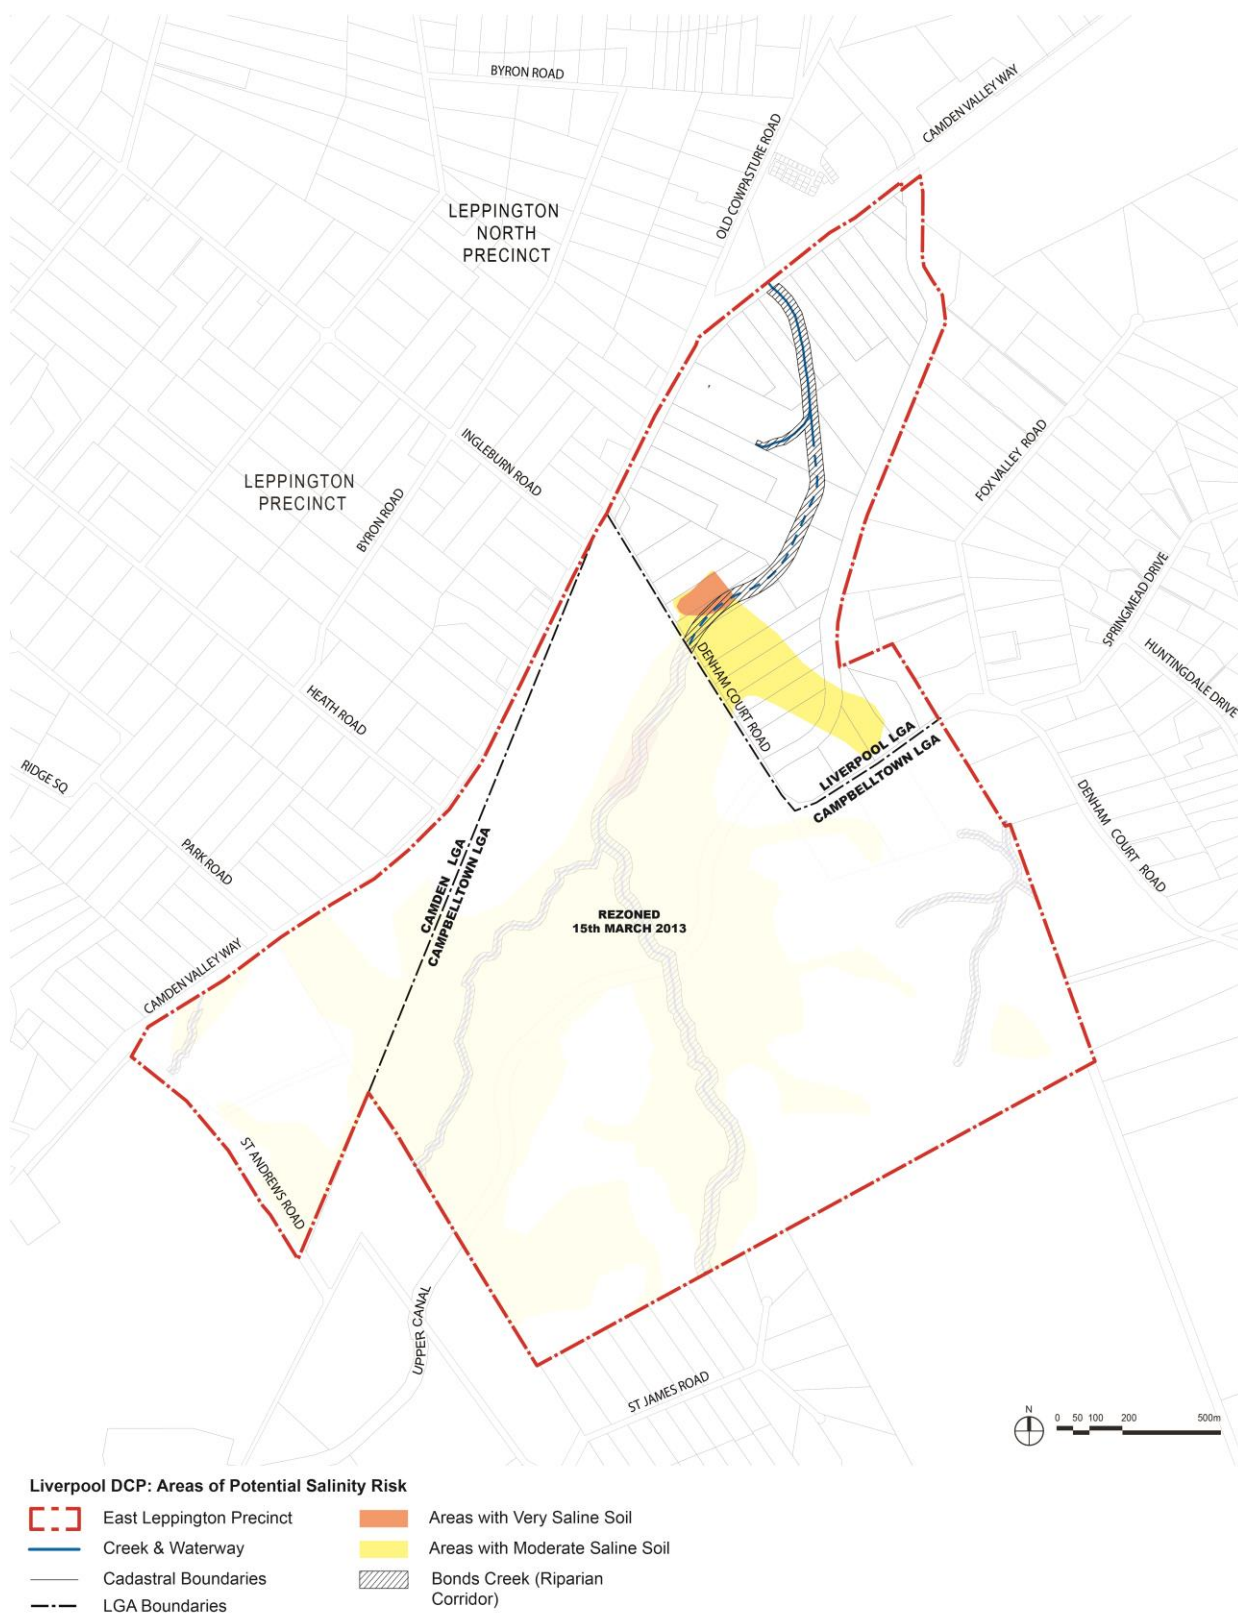 BYRON ROAD
CAMDEN VALLEY WAY
OLD COWPASTURE ROAD
LEPPINGTON
NORTH
PRECINCT
INGLEBURN ROAD
FOX VALLEY ROAD
LEPPINGTON
PRECINCT
BYRON ROAD
SPRINGMEAD DRIVE
HUNTINGDALE DRIVE
DENHAM COURT ROAD
HEATH ROAD
LIVERPOOL LGA
CAMPBELLTOWN LGA
RIDGE SQ
DENHAM COURT ROAD
PARK ROAD
CAMDEN LGA
CAMPBELLTOWN LGA
REZONED
15th MARCH 2013
CAMDEN VALLEY WAY
ST ANDREWS ROAD
UPPER CANAL
ST JAMES ROAD
N
0 50 100 200 500m
Liverpool DCP: Areas of Potential Salinity Risk
East Leppington Precinct
Creek & Waterway
Cadastral Boundaries
LGA Boundaries
Areas with Very Saline Soil
Areas with Moderate Saline Soil
Bonds Creek (Riparian
Corridor)